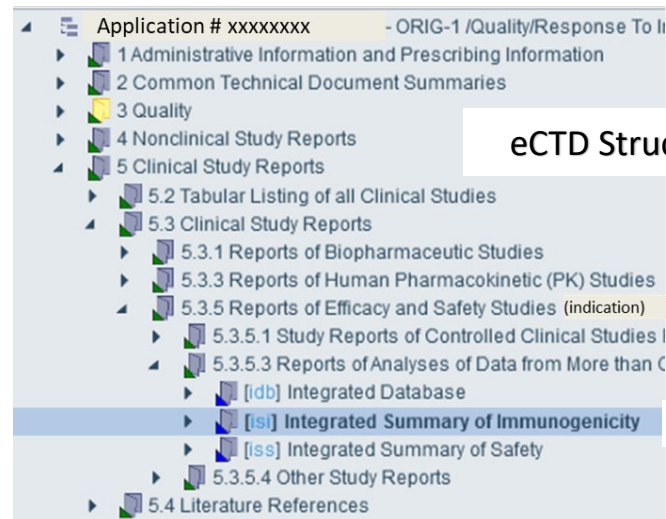 Application # xxxxxxxx - ORIG-1 /Quality/Response To
1 Administrative Information and Prescribing Information
2 Common Technical Document Summaries
3 Quality
4 Nonclinical Study Reports
eCTD
5 Clinical Study Reports
5.2 Tabular Listing of all Clinical Studies
5.3 Clinical Study Reports
5.3.1 Reports of Biopharmaceutic Studies
5.3.3 Reports of Human Pharmacokinetic (PK) Studies
5.3.5 Reports of Efficacy and Safety Studies (indication)
5.3.5.1 Study Reports of Controlled Clinical Studies
5.3.5.3 Reports of Analyses of Data from More than
[idb] Integrated Database
[isi] Integrated Summary of Immunogenicity
[iss] Integrated Summary of Safety
5.3.5.4 Other Study Reports
5.4 Literature References